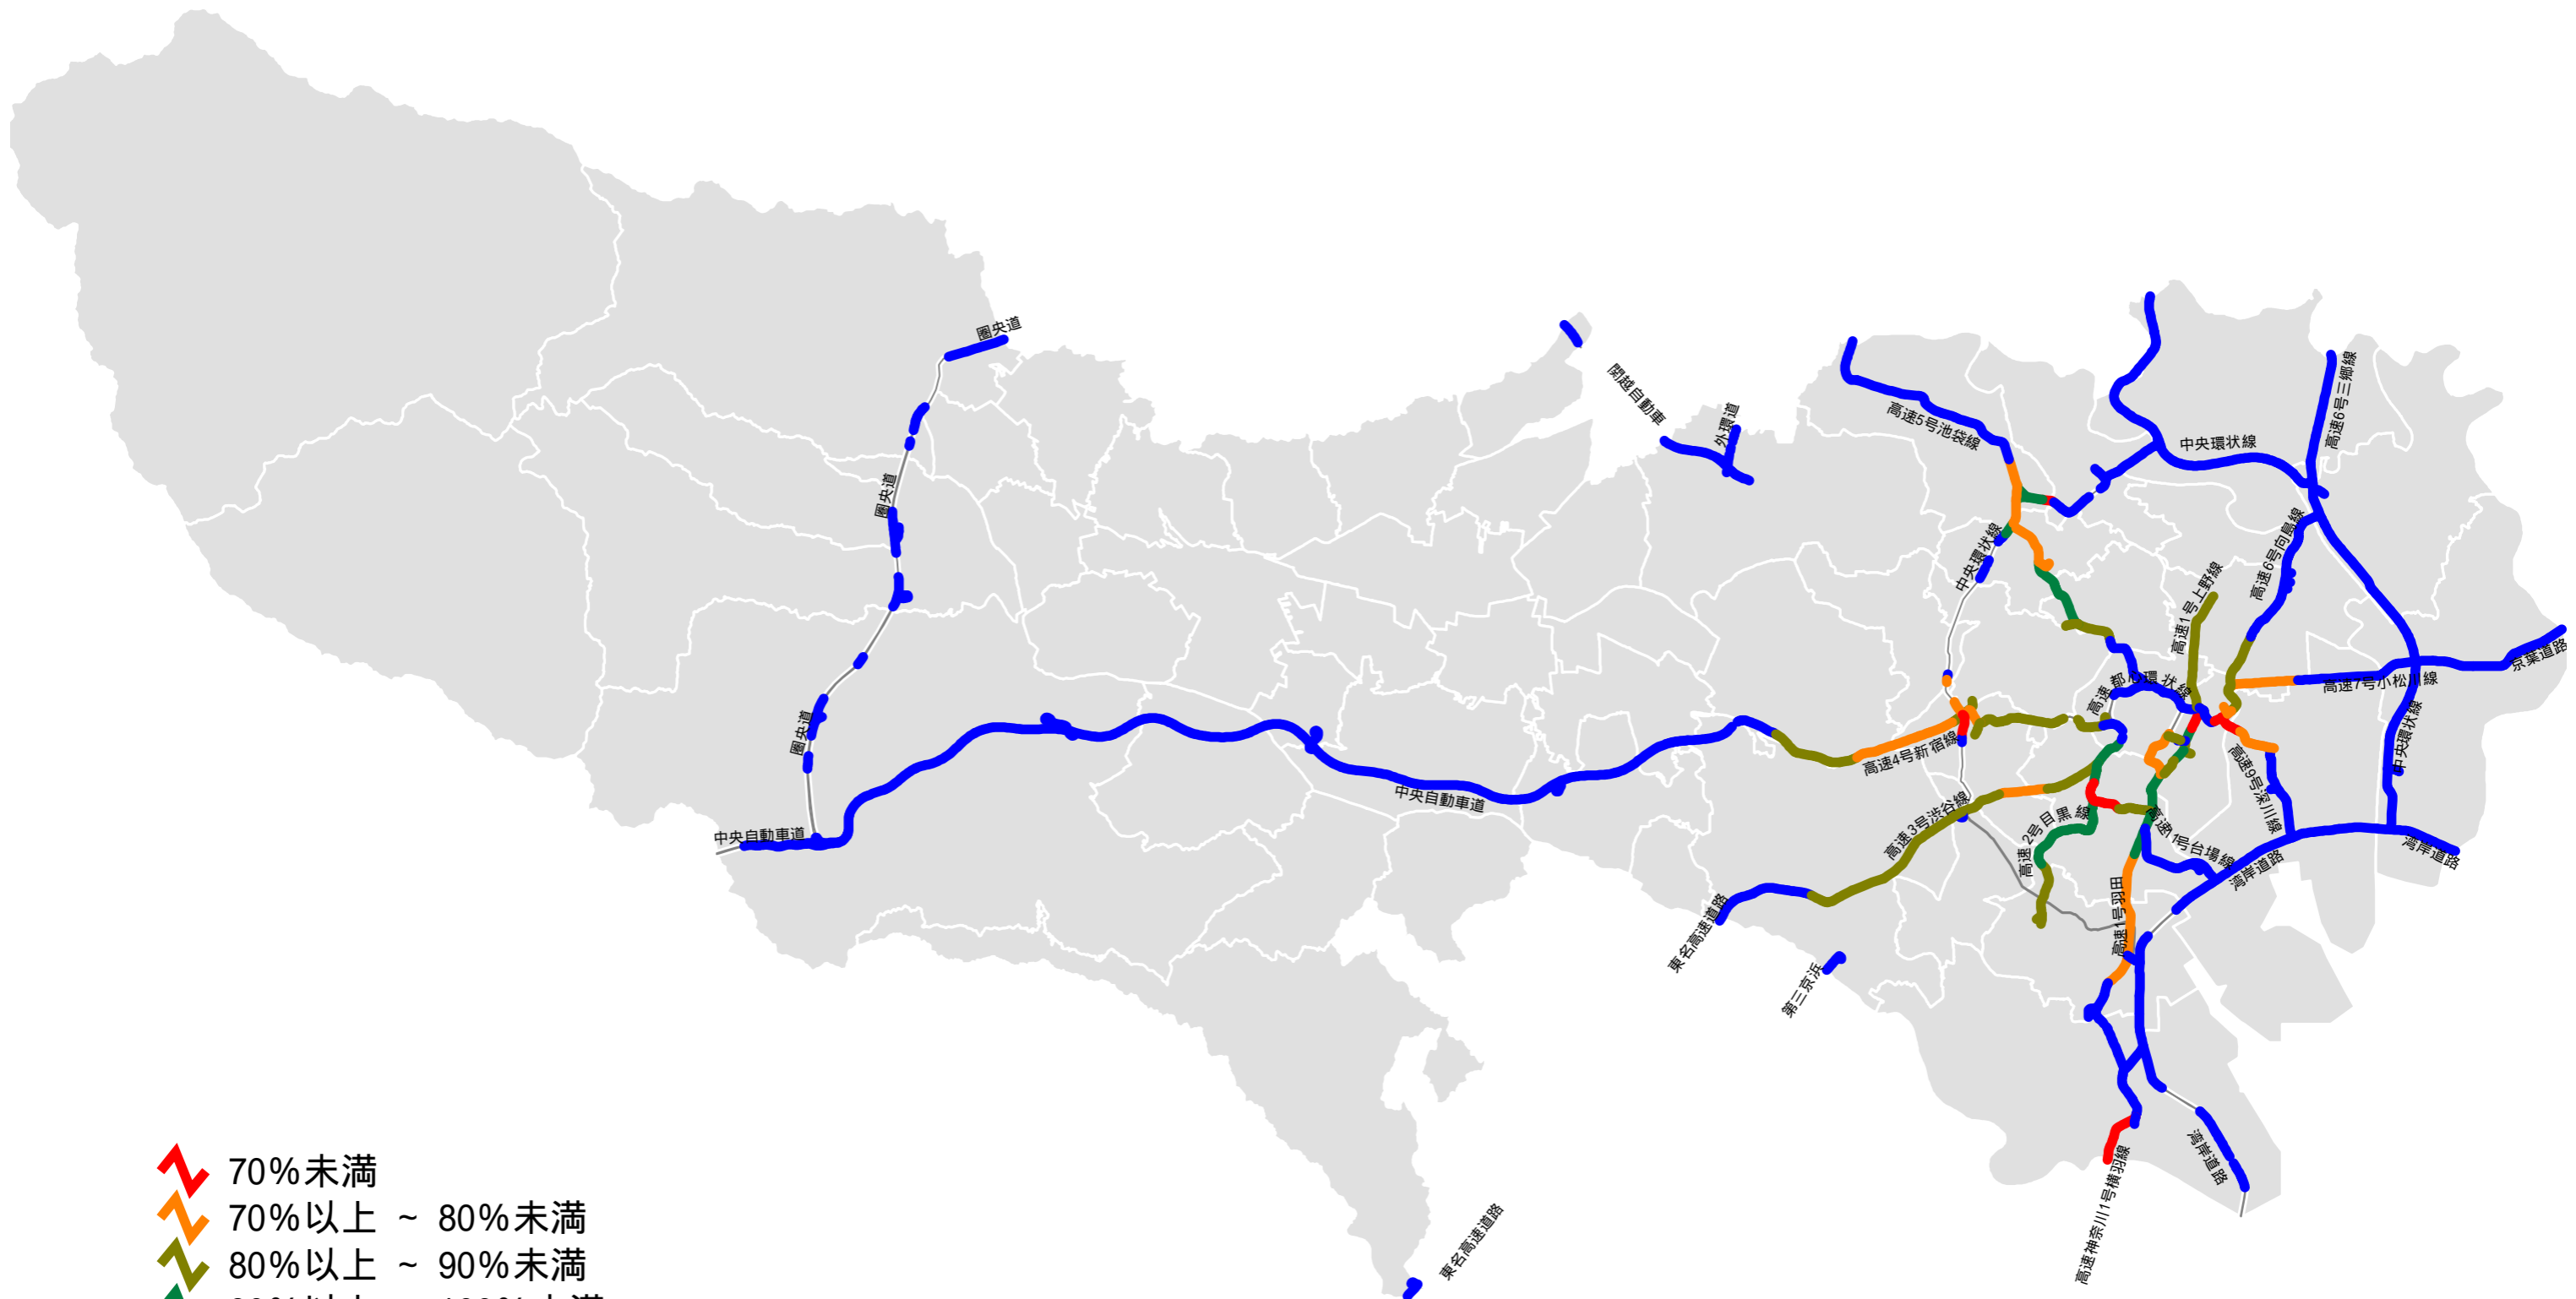 圏央道
関越自動車
外環道
高速5号池袋線
中央環状線
高速6号三郷線
圏央道
中央環状線
高速1号上野線
高速6号向島線
京葉道路
高速都心環状線
高速7号小松川線
圏央道
中央自動車道
中央自動車道
高速4号新宿線
高速3号渋谷線
高速2号目黒線
高速11号台場線
高速9号深川線
中央環状線
湾岸道路
湾岸道路
東名高速道路
第三京浜
高速1号羽田
高速神奈川1号横羽線
湾岸道路
東名高速道路
70%未満
70%以上 ~ 80%未満
80%以上 ~ 90%未満